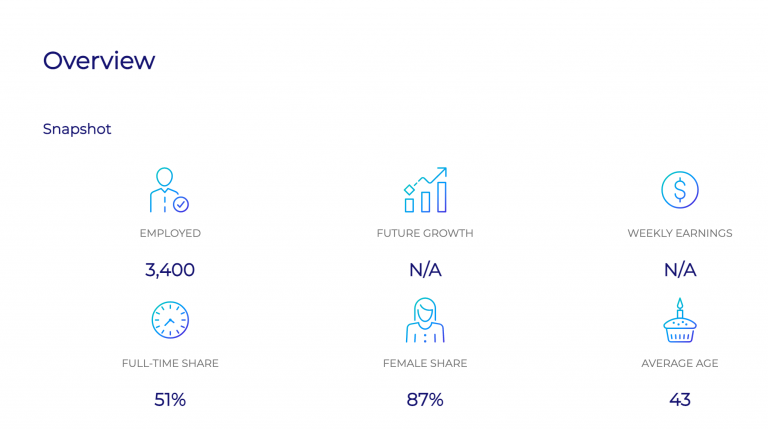 Overview
Snapshot
EMPLOYED
FUTURE GROWTH
WEEKLY EARNINGS
3,400
N/A
N/A
FULL-TIME SHARE
FEMALE SHARE
AVERAGE AGE
51%
87%
43